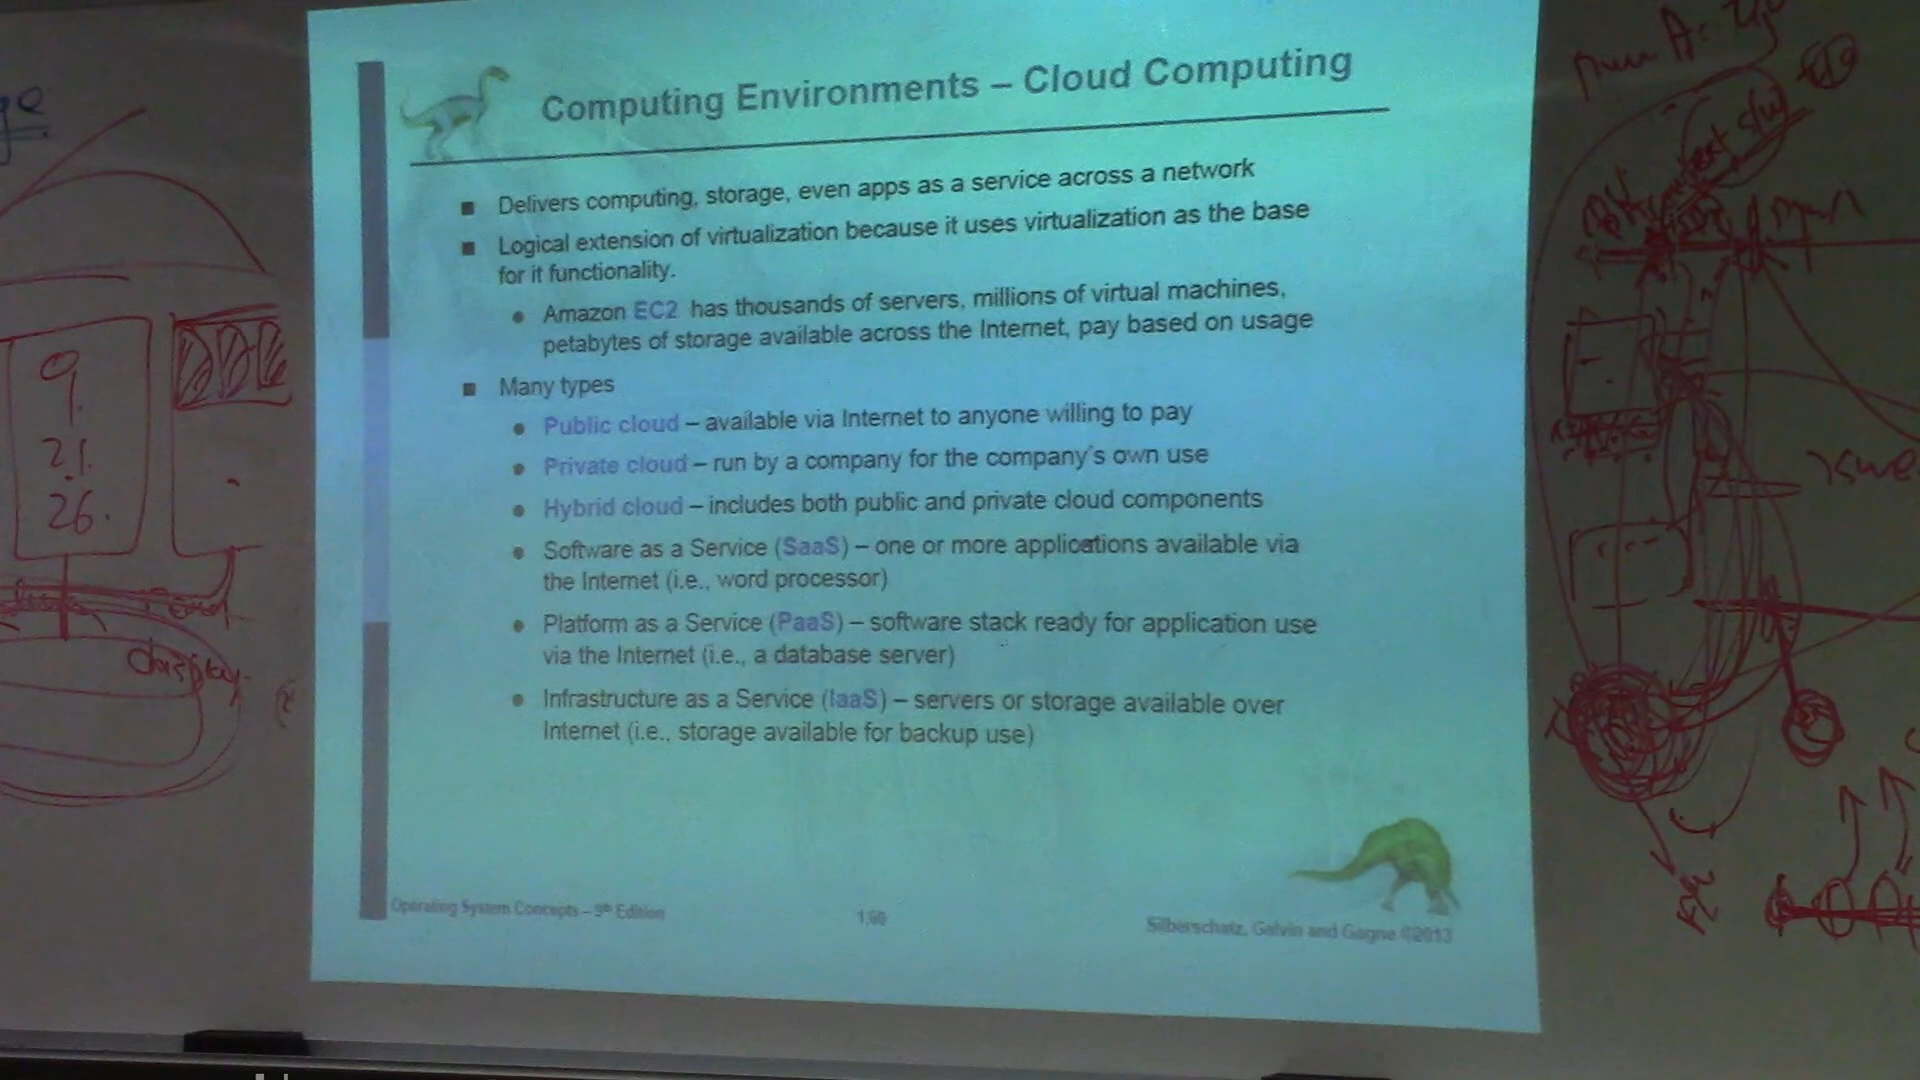 Computing Environments – Cloud Computing
■ Delivers computing, storage, even apps as a service across a network
■ Logical extension of virtualization because it uses virtualization as the base
for it functionality.
● Amazon EC2 has thousands of servers, millions of virtual machines,
petabytes of storage available across the Internet, pay based on usage
■ Many types
● Public cloud – available via Internet to anyone willing to pay
● Private cloud – run by a company for the company's own use
● Hybrid cloud – includes both public and private cloud components
● Software as a Service (SaaS) – one or more applications available via
the Internet (i.e., word processor)
● Platform as a Service (PaaS) – software stack ready for application use
via the Internet (i.e., a database server)
● Infrastructure as a Service (IaaS) – servers or storage available over
Internet (i.e., storage available for backup use)
Operating System Concepts – 9th Edition
1.60
Silberschatz, Galvin and Gagne ©2013
9.
21.
26.
display